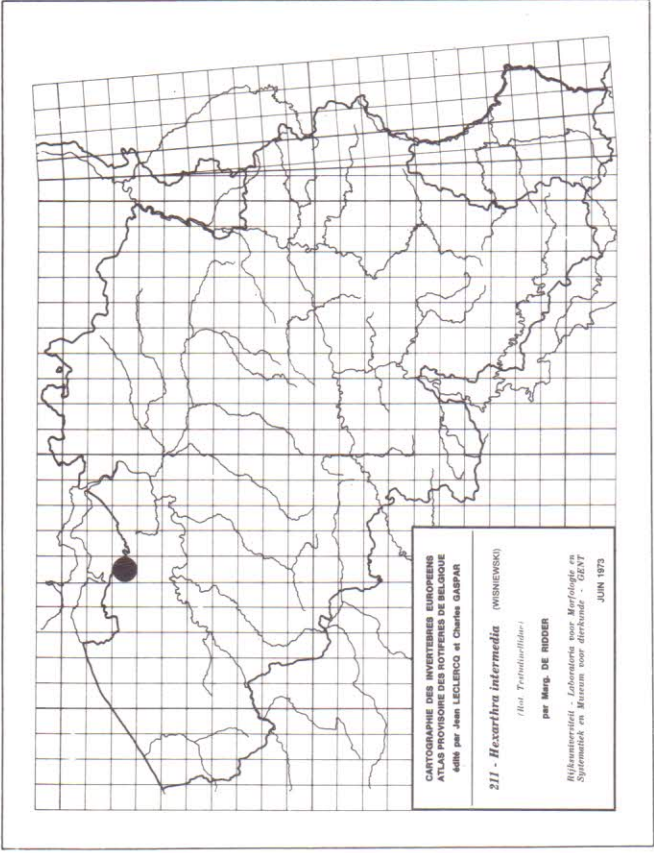 CARTOGRAPHIE DES INVERTEBRES EUROPEENS
ATLAS PROVISOIRE DES ROTIFERES DE BELGIQUE
édité par Jean LECLERCQ et Charles GASPAR
211 - Hexarthra intermedia (WISNIEWSKI)
(Rot. Testudinellidae)
par Marg. DE RIDDER
Rijksuniversiteit - Laboratoria voor Morfologie en
Systematiek en Museum voor dierkunde - GENT
JUIN 1973